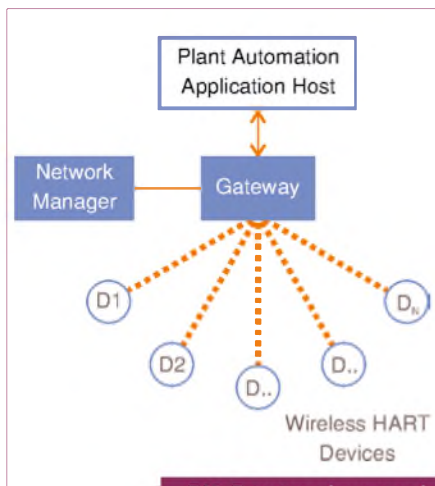 Plant Automation
Application Host
Network
Manager
Gateway
D1
D2
D..
D..
DN
Wireless HART
Devices